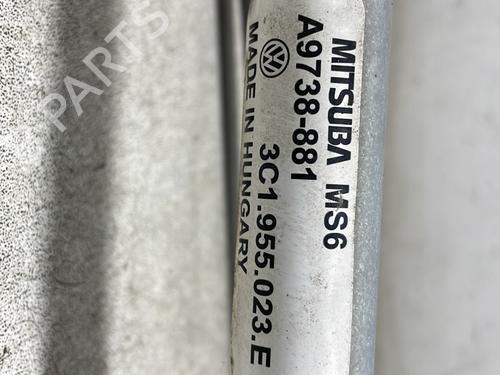 MITSUBA MS6
A9738-881
3C1.955.023.E
MADE IN HUNGARY
PARTS